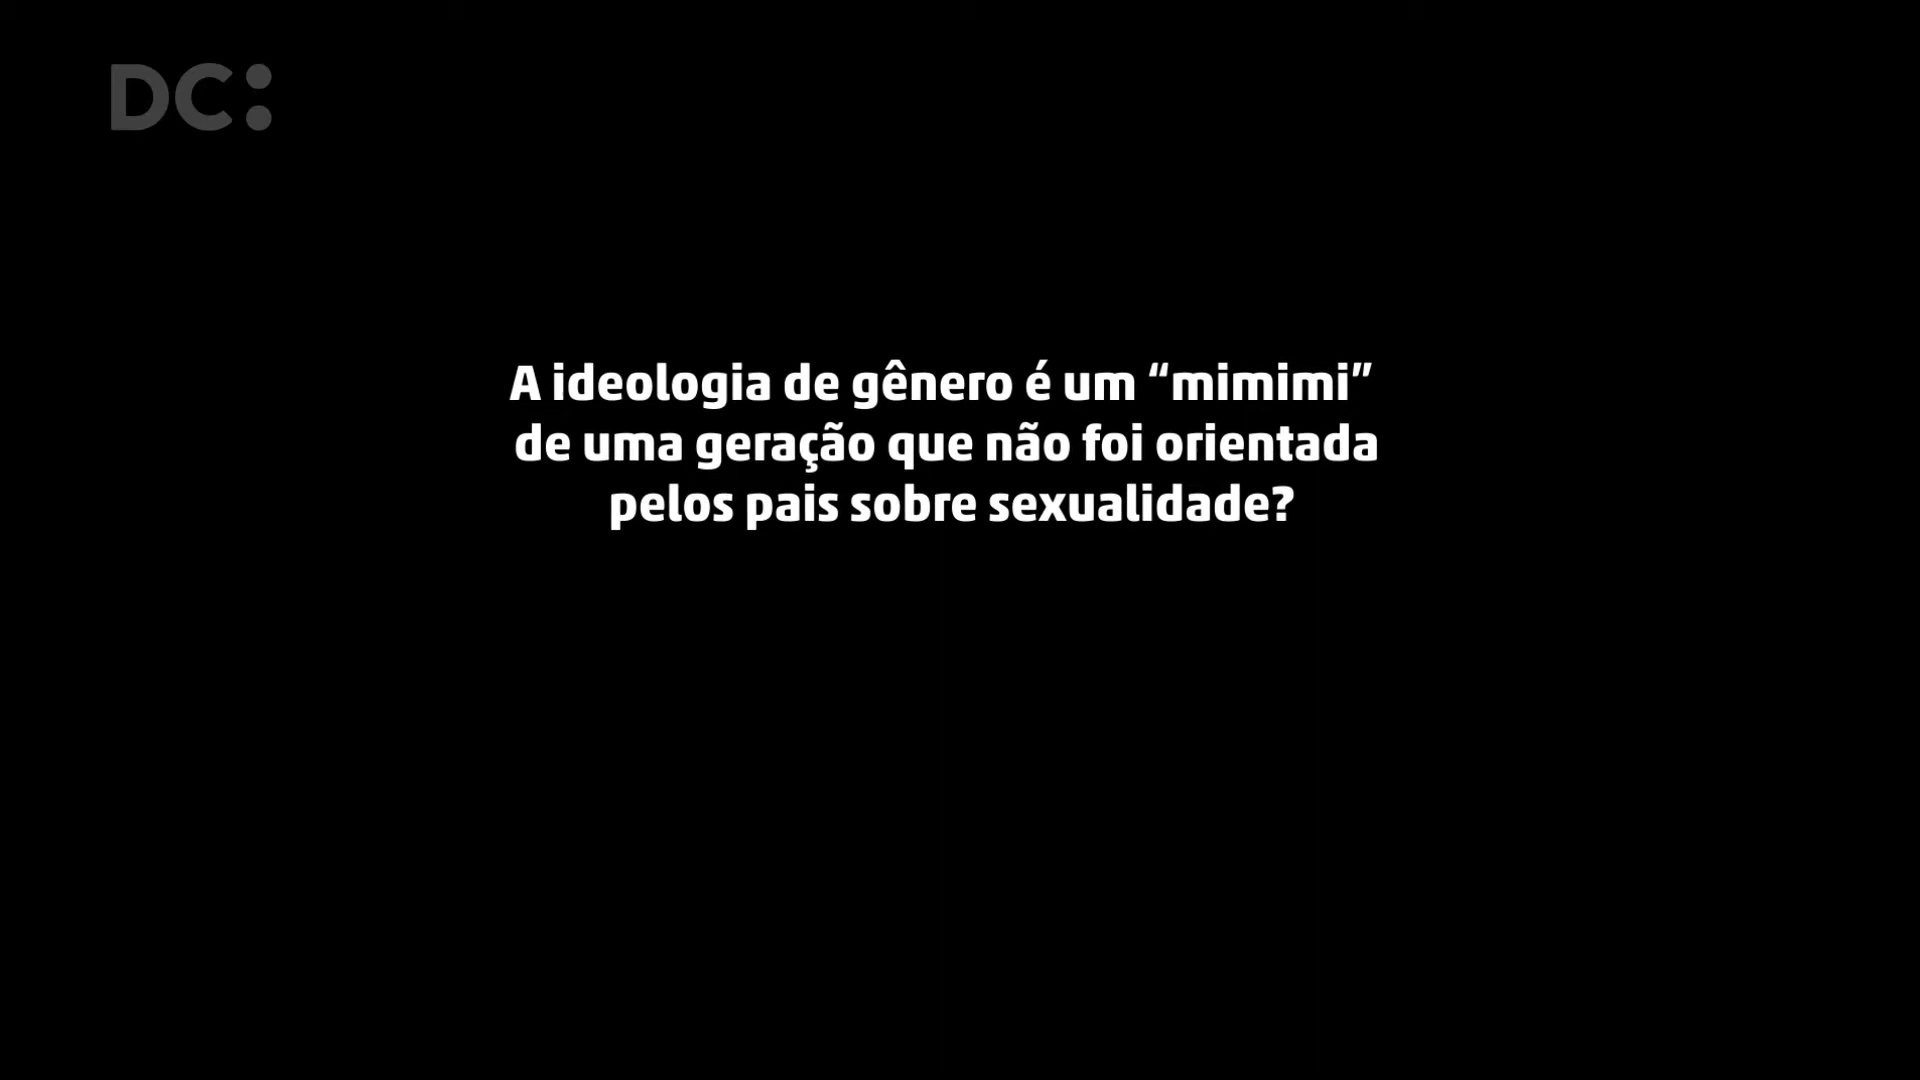 DC:
A ideologia de gênero é um “mimimi”
de uma geração que não foi orientada
pelos pais sobre sexualidade?